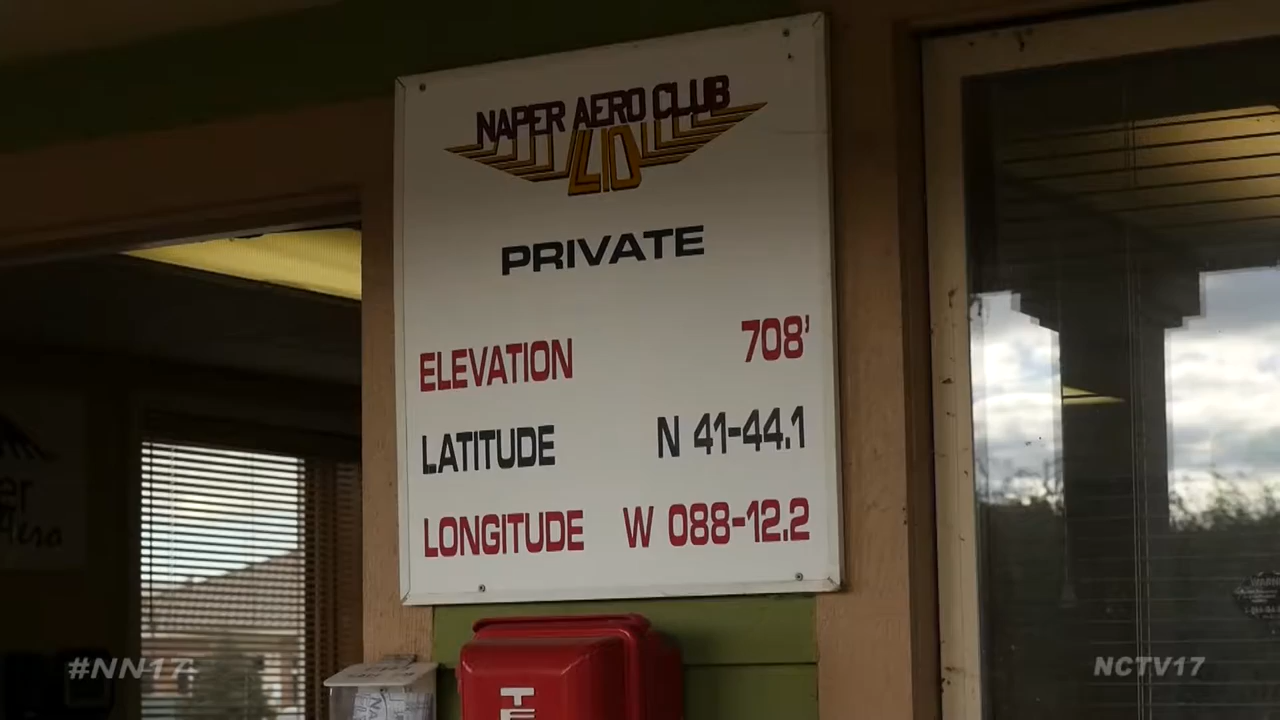 NAPER AERO CLUB
LL10
PRIVATE
ELEVATION 708'
LATITUDE N 41-44.1
LONGITUDE W 088-12.2
#NN17
NCTV17